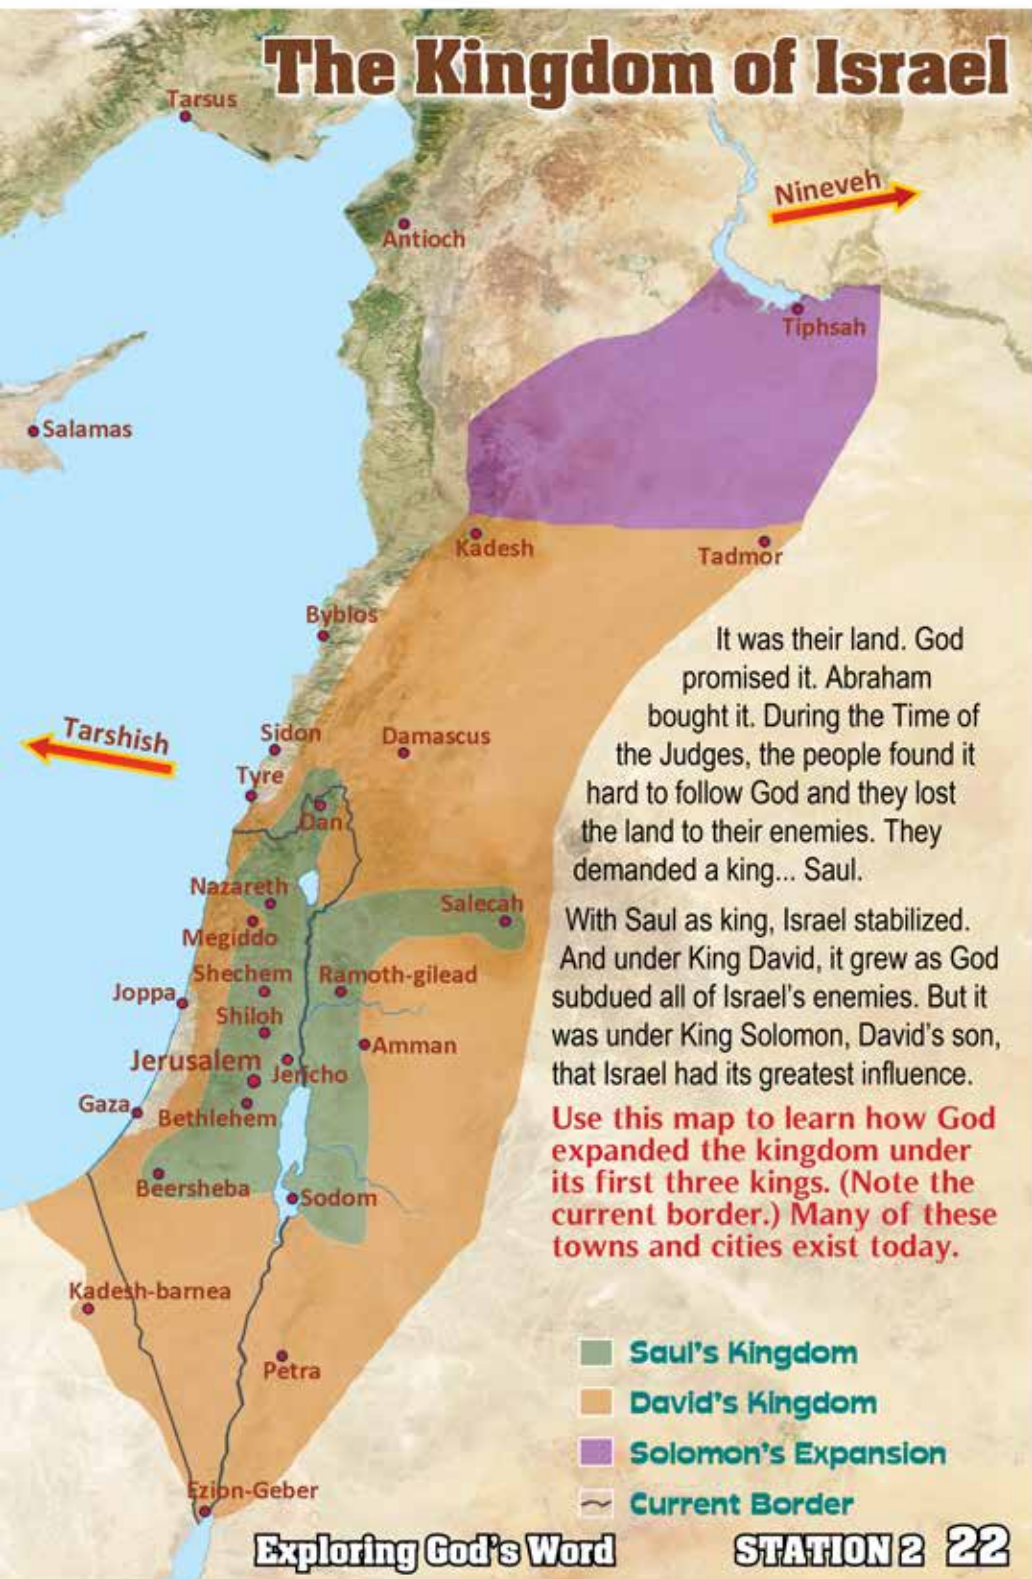 The Kingdom of Israel
Tarsus
Nineveh
Antioch
Tiphsah
Salamas
Kadesh
Tadmor
Byblos
Tarshish
Sidon
Damascus
Tyre
Dan
Nazareth
Salecah
Megiddo
Shechem
Ramoth-gilead
Joppa
Shiloh
Amman
Jerusalem
Jericho
Gaza
Bethlehem
Beersheba
Sodom
Kadesh-barnea
Petra
Ezion-Geber
It was their land. God
promised it. Abraham
bought it. During the Time of
the Judges, the people found it
hard to follow God and they lost
the land to their enemies. They
demanded a king... Saul.
With Saul as king, Israel stabilized.
And under King David, it grew as God
subdued all of Israel's enemies. But it
was under King Solomon, David's son,
that Israel had its greatest influence.
Use this map to learn how God
expanded the kingdom under
its first three kings. (Note the
current border.) Many of these
towns and cities exist today.
Saul's Kingdom
David's Kingdom
Solomon's Expansion
Current Border
Exploring God's Word
STATION 2 22